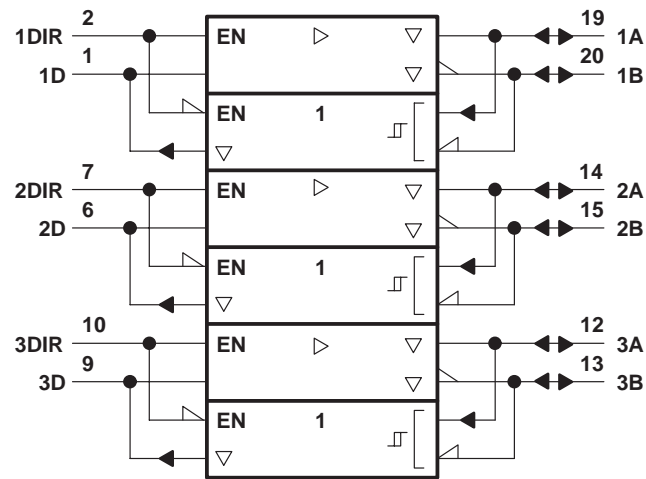 2 19
1DIR EN 1A
1 20
1D 1B
EN 1
7 14
2DIR EN 2A
6 15
2D 2B
EN 1
10 12
3DIR EN 3A
9 13
3D 3B
EN 1